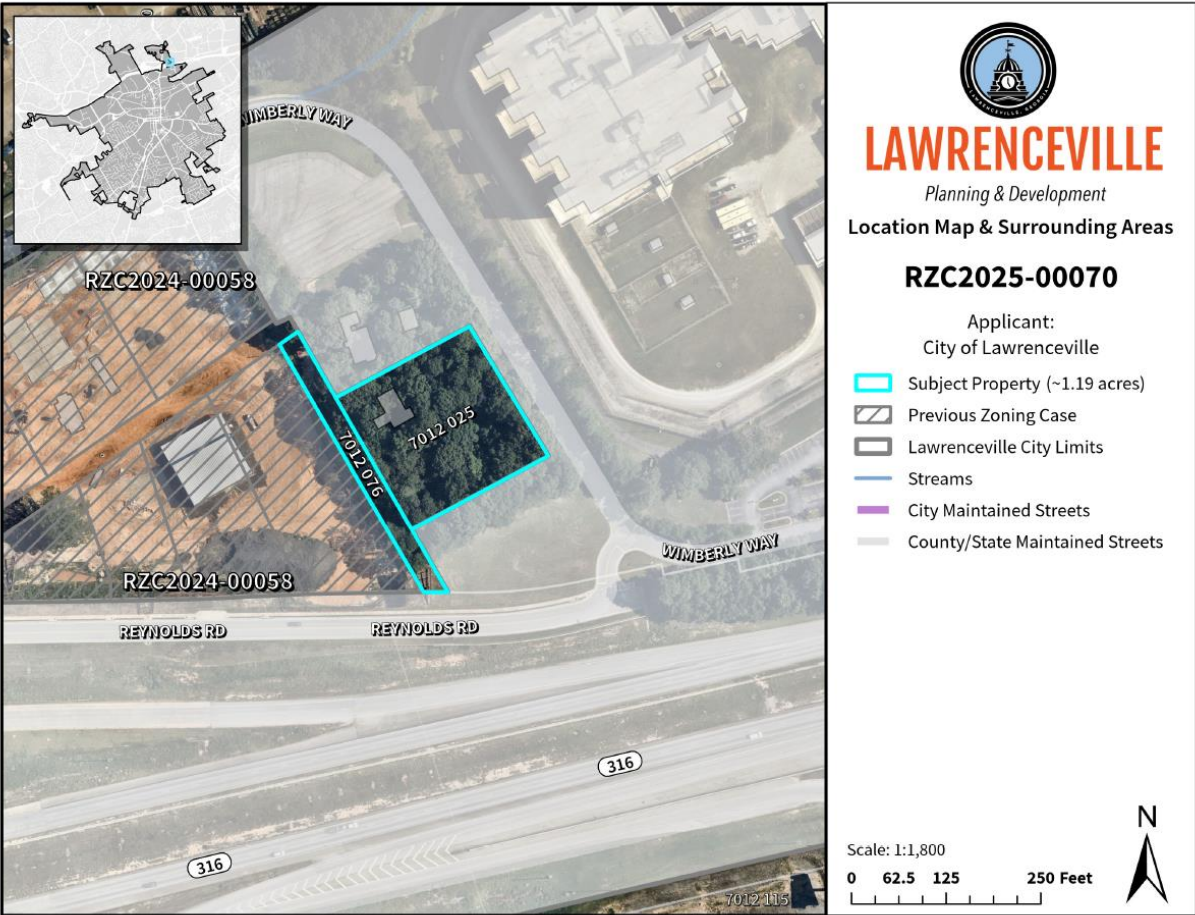 WIMBERLY WAY
RZC2024-00058
7012 025
7012 076
WIMBERLY WAY
RZC2024-00058
REYNOLDS RD
REYNOLDS RD
316
316
7012 115
LAWRENCEVILLE, GEORGIA
LAWRENCEVILLE
Planning & Development
Location Map & Surrounding Areas
RZC2025-00070
Applicant:
City of Lawrenceville
Subject Property (~1.19 acres)
Previous Zoning Case
Lawrenceville City Limits
Streams
City Maintained Streets
County/State Maintained Streets
N
Scale: 1:1,800
0 62.5 125 250 Feet